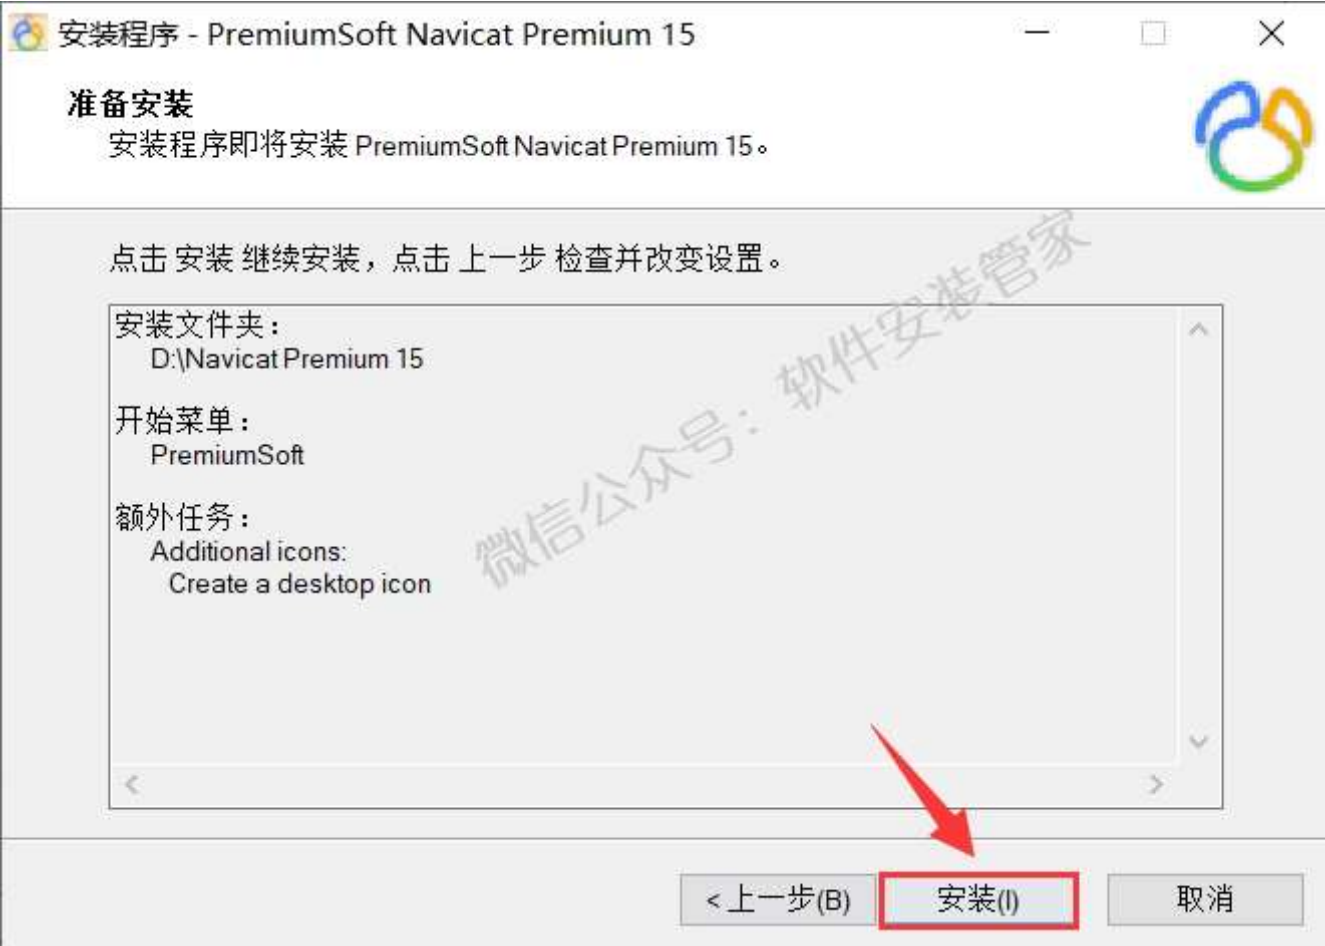 安装程序 - PremiumSoft Navicat Premium 15
准备安装
安装程序即将安装 PremiumSoft Navicat Premium 15。
点击 安装 继续安装，点击 上一步 检查并改变设置。
安装文件夹：
D:\Navicat Premium 15
开始菜单：
PremiumSoft
额外任务：
Additional icons:
Create a desktop icon
微信公众号：软件安装管家
< 上一步(B)
安装(I)
取消